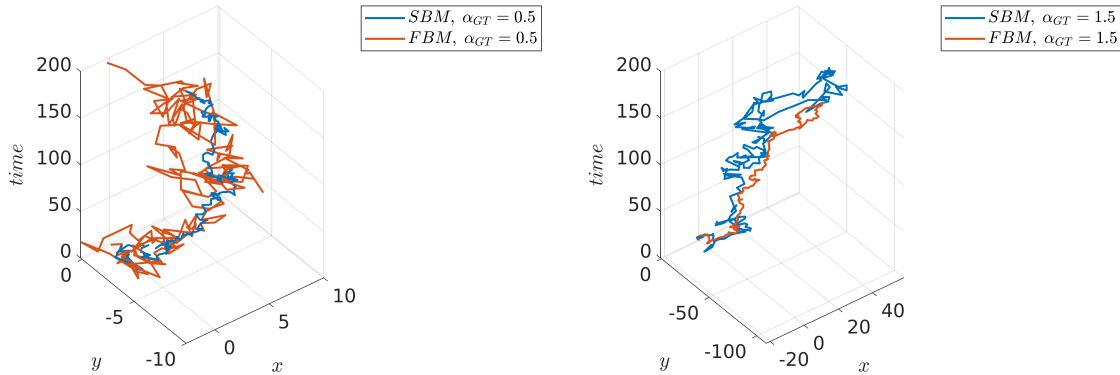 SBM, α_GT = 0.5
FBM, α_GT = 0.5
200
150
100
50
0
time
0
-5
-10
y
0
5
10
x
SBM, α_GT = 1.5
FBM, α_GT = 1.5
200
150
100
50
0
time
0
-50
-100
y
-20
0
20
40
x